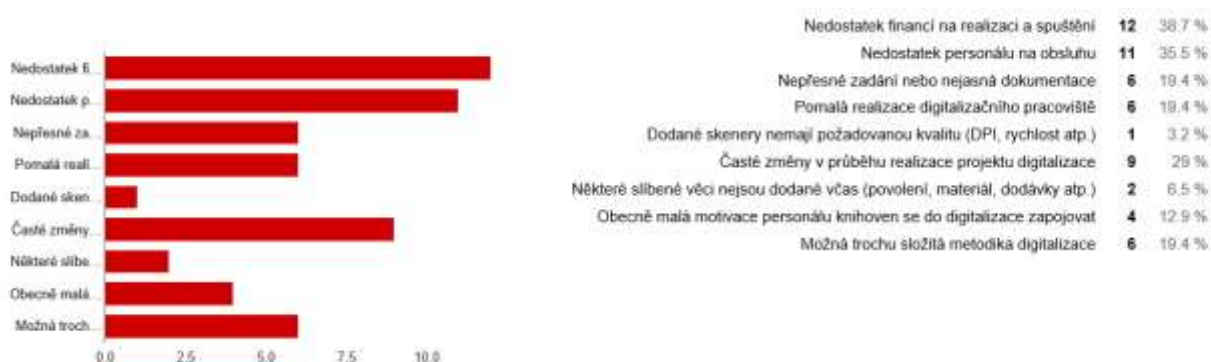 Nedostatek fi...
Nedostatek p...
Nepřesné za...
Pomalá reali...
Dodané sken...
Časté změny...
Některé slíbe...
Obecně malá...
Možná troch...
0.0 2.5 5.0 7.5 10.0
Nedostatek financí na realizaci a spuštění 12 38.7 %
Nedostatek personálu na obsluhu 11 35.5 %
Nepřesné zadání nebo nejasná dokumentace 6 19.4 %
Pomalá realizace digitalizačního pracoviště 6 19.4 %
Dodané skenery nemají požadovanou kvalitu (DPI, rychlost atp.) 1 3.2 %
Časté změny v průběhu realizace projektu digitalizace 9 29 %
Některé slíbené věci nejsou dodané včas (povolení, materiál, dodávky atp.) 2 6.5 %
Obecně malá motivace personálu knihoven se do digitalizace zapojovat 4 12.9 %
Možná trochu složitá metodika digitalizace 6 19.4 %